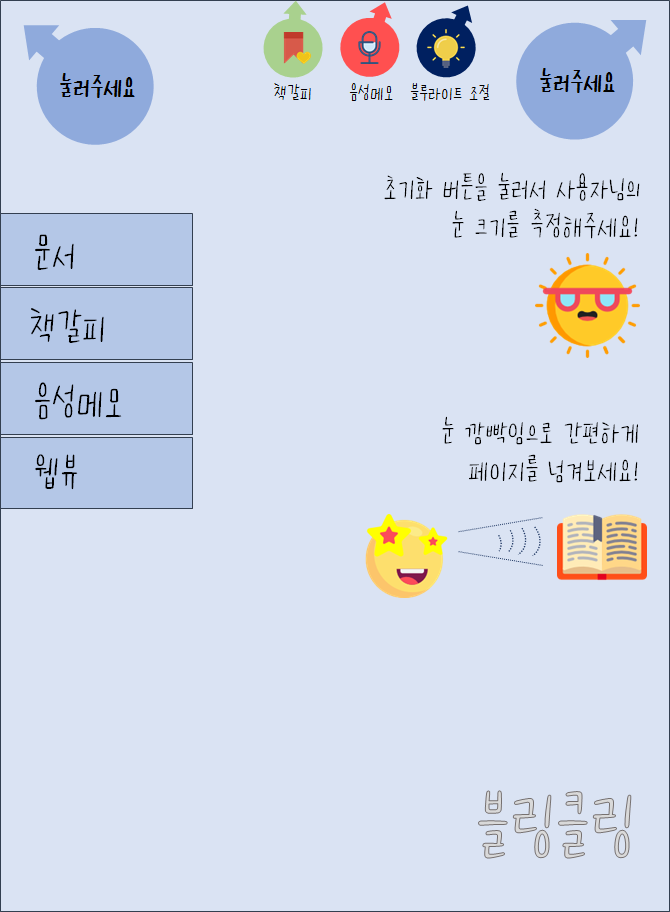 눌러주세요
책갈피
음성메모
블루라이트 조절
눌러주세요
초기화 버튼을 눌러서 사용자님의
눈 크기를 측정해주세요!
문서
책갈피
음성메모
웹뷰
눈 깜빡임으로 간편하게
페이지를 넘겨보세요!
블링클링